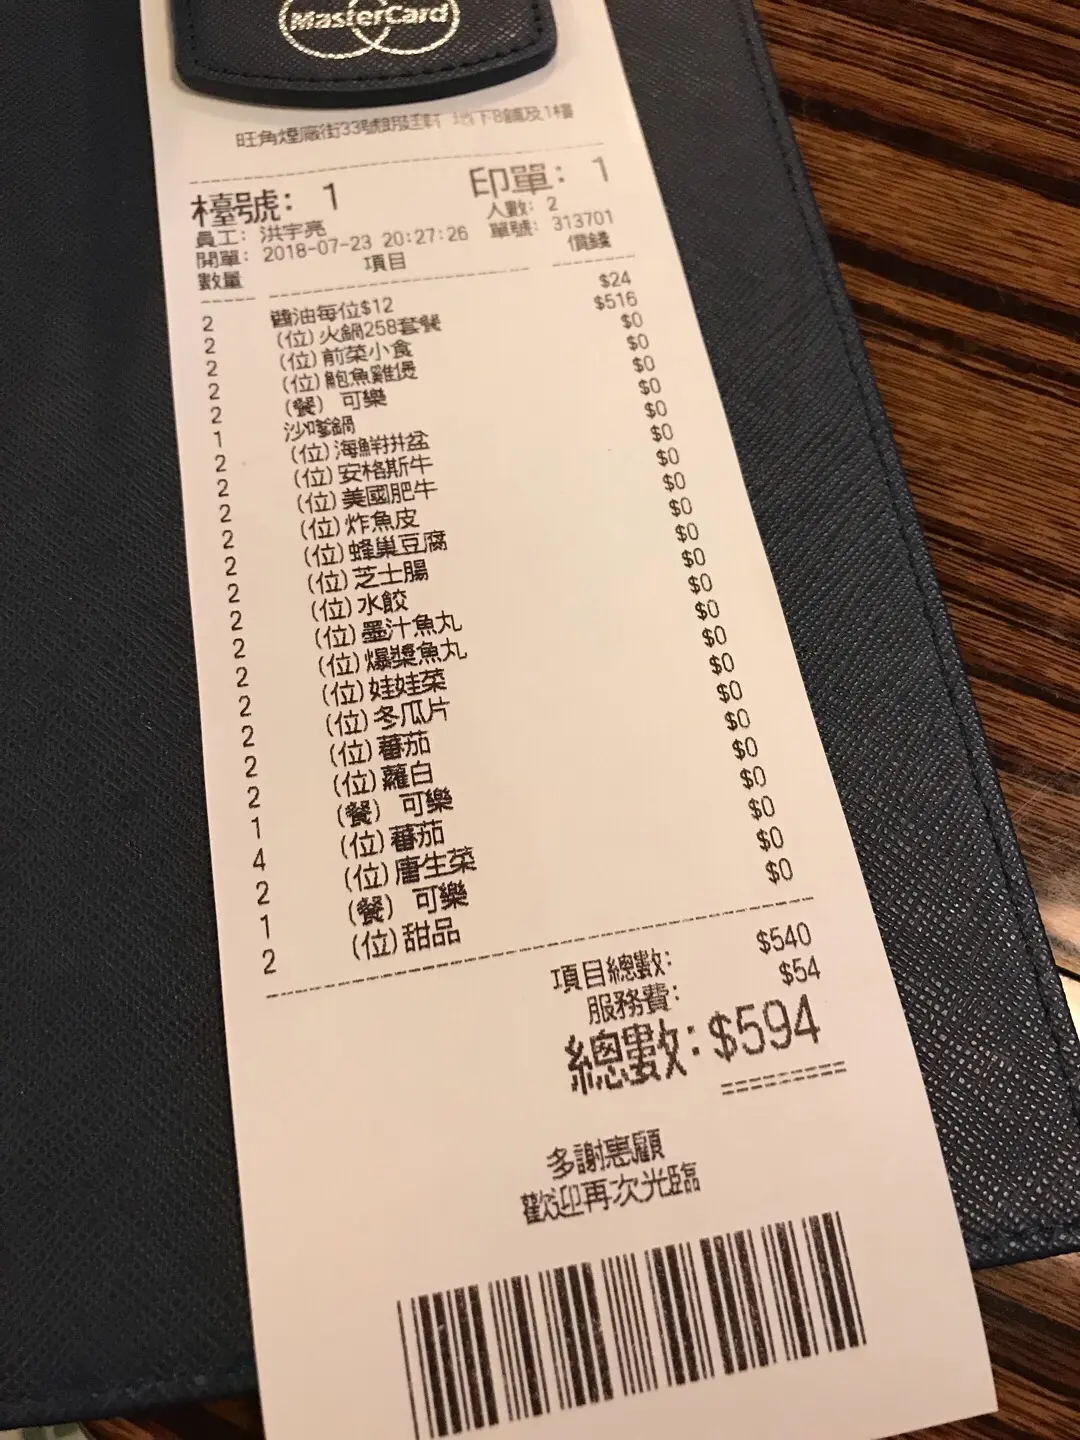 MasterCard
旺角煙廠街33號 地下B舖及1樓
檯號: 1 印單: 1
員工: 洪宇亮 人數: 2
開單: 2018-07-23 20:27:26 單號: 313701
數量 項目 價錢
2 醬油每位$12 $24
2 (位)火鍋258套餐 $516
2 (位)前菜小食 $0
2 (位)鮑魚雞煲 $0
2 (餐) 可樂 $0
1 沙嗲鍋 $0
2 (位)海鮮拼盆 $0
2 (位)安格斯牛 $0
2 (位)美國肥牛 $0
2 (位)炸魚皮 $0
2 (位)蜂巢豆腐 $0
2 (位)芝士腸 $0
2 (位)水餃 $0
2 (位)墨汁魚丸 $0
2 (位)爆漿魚丸 $0
2 (位)娃娃菜 $0
2 (位)冬瓜片 $0
2 (位)蕃茄 $0
2 (位)蘿白 $0
1 (餐) 可樂 $0
4 (位)蕃茄 $0
2 (位)唐生菜 $0
1 (餐) 可樂 $0
2 (位)甜品 $0
項目總數: $540
服務費: $54
總數: $594
多謝惠顧
歡迎再次光臨